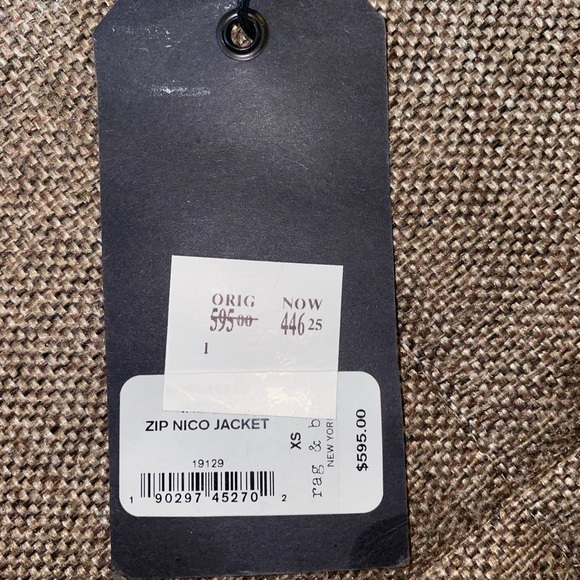 ORIG NOW
595 00 446 25
1
ZIP NICO JACKET
XS
rag & b
NEW YOR
$595.00
19129
1 90297 45270 2